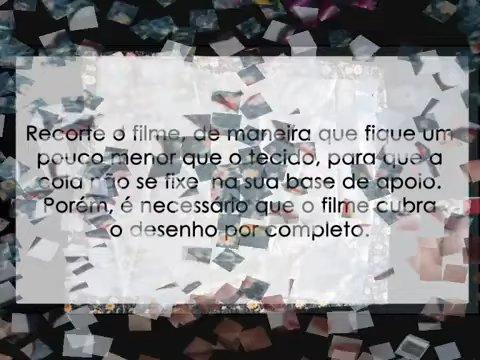 Recorte o filme, de maneira que fique um
pouco menor que o tecido, para que a
cola não se fixe na sua base de apoio.
Porém, é necessário que o filme cubra
o desenho por completo.